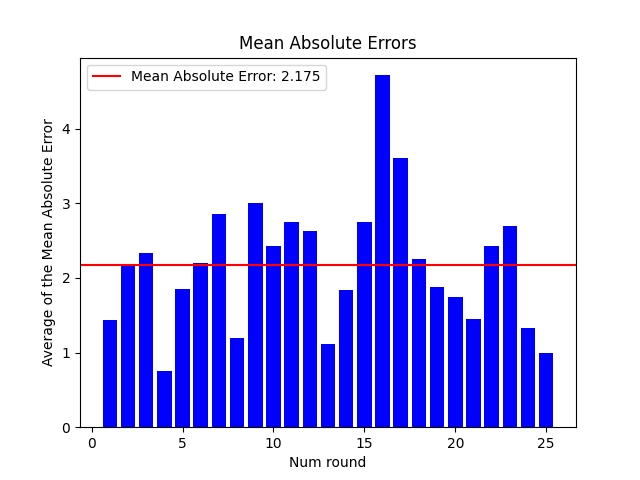 Mean Absolute Errors
Mean Absolute Error: 2.175
Average of the Mean Absolute Error
4
3
2
1
0
0 5 10 15 20 25
Num round